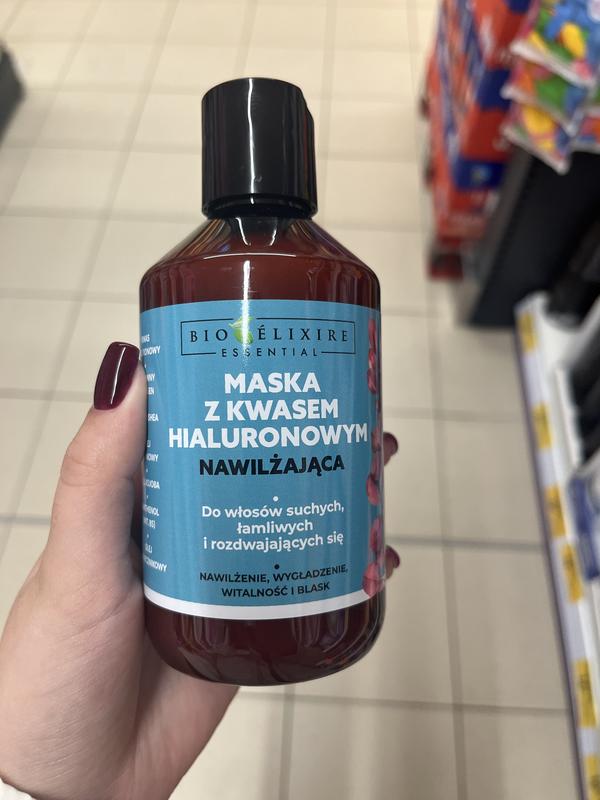 BIO ÉLIXIRE
ESSENTIAL
MASKA
Z KWASEM
HIALURONOWYM
NAWILŻAJĄCA
Do włosów suchych,
łamliwych
i rozdwajających się
NAWILŻENIE, WYGŁADZENIE,
WITALNOŚĆ I BLASK